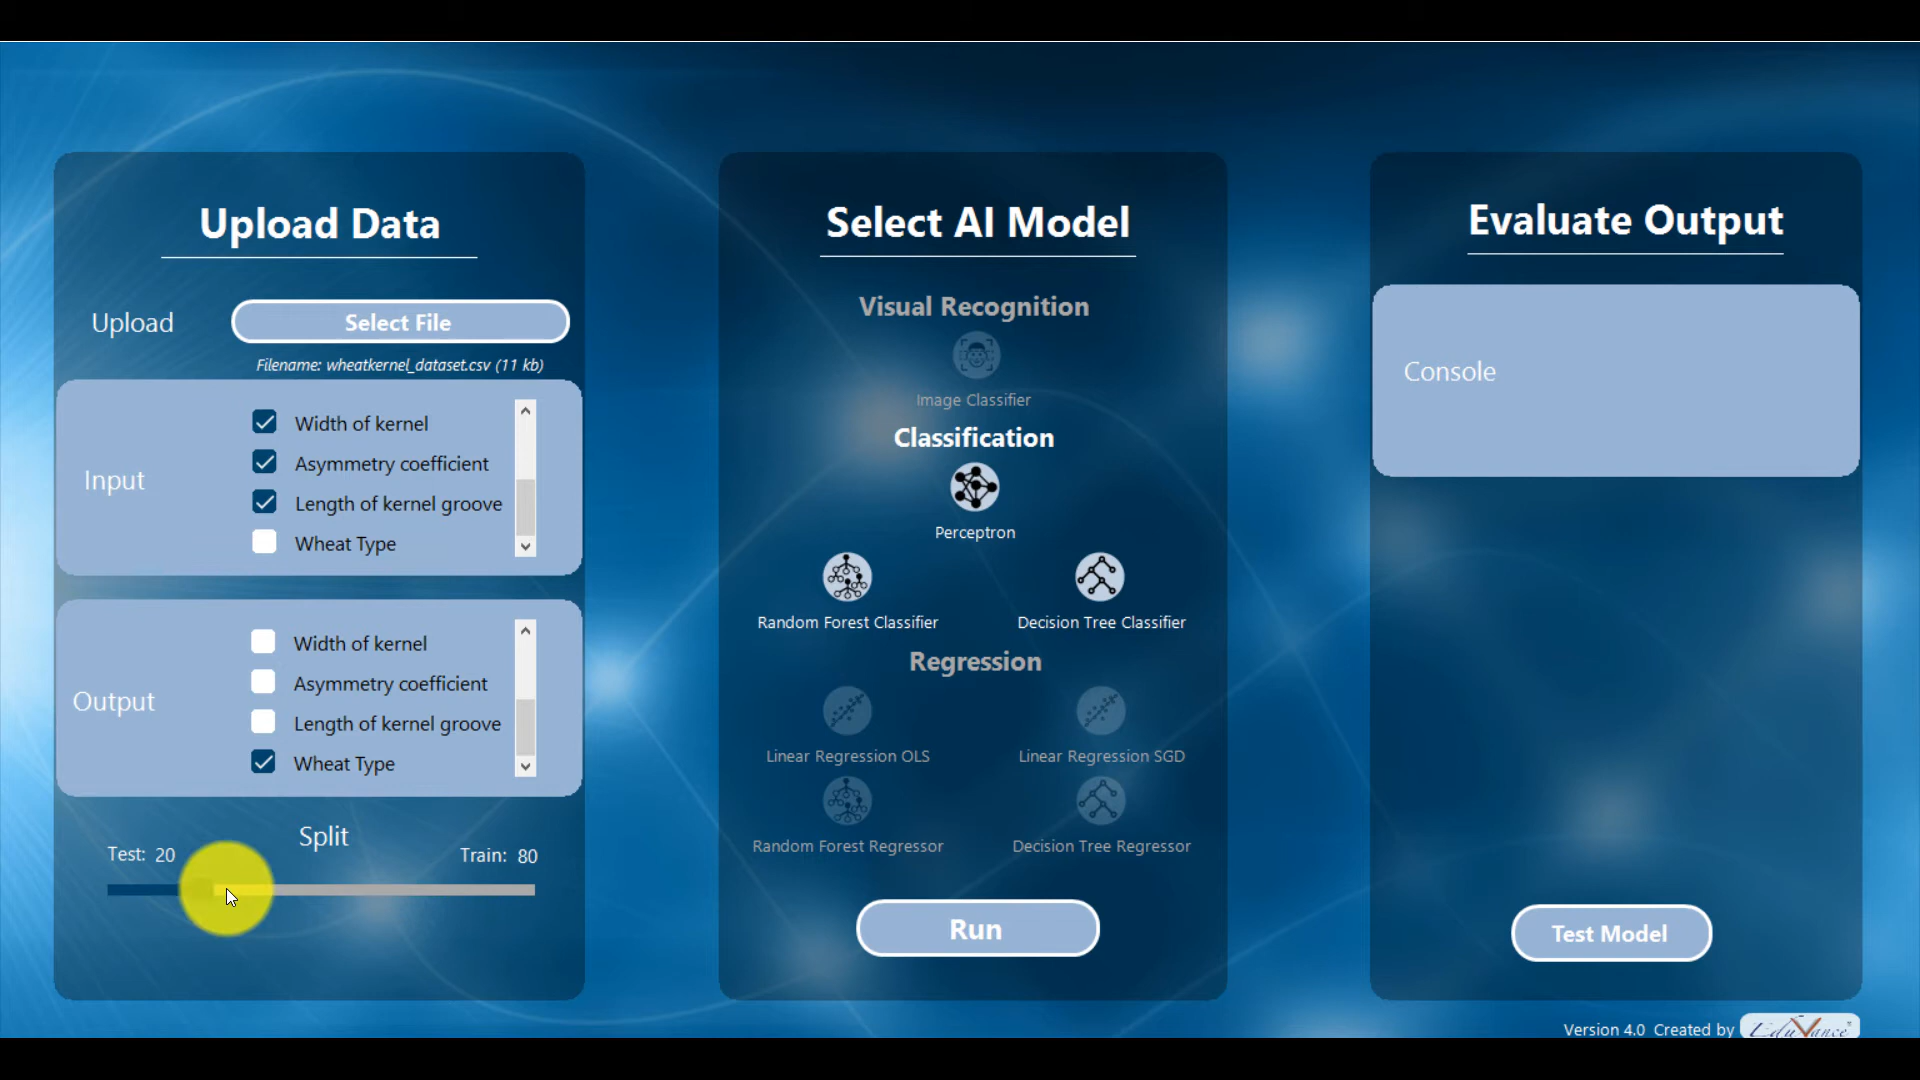 Upload Data
Upload
Select File
Filename: wheatkernel_dataset.csv (11 kb)
Input
Width of kernel
Asymmetry coefficient
Length of kernel groove
Wheat Type
Output
Width of kernel
Asymmetry coefficient
Length of kernel groove
Wheat Type
Split
Test: 20
Train: 80
Select AI Model
Visual Recognition
Image Classifier
Classification
Perceptron
Random Forest Classifier
Decision Tree Classifier
Regression
Linear Regression OLS
Linear Regression SGD
Random Forest Regressor
Decision Tree Regressor
Run
Evaluate Output
Console
Test Model
Version 4.0 Created by EduVance